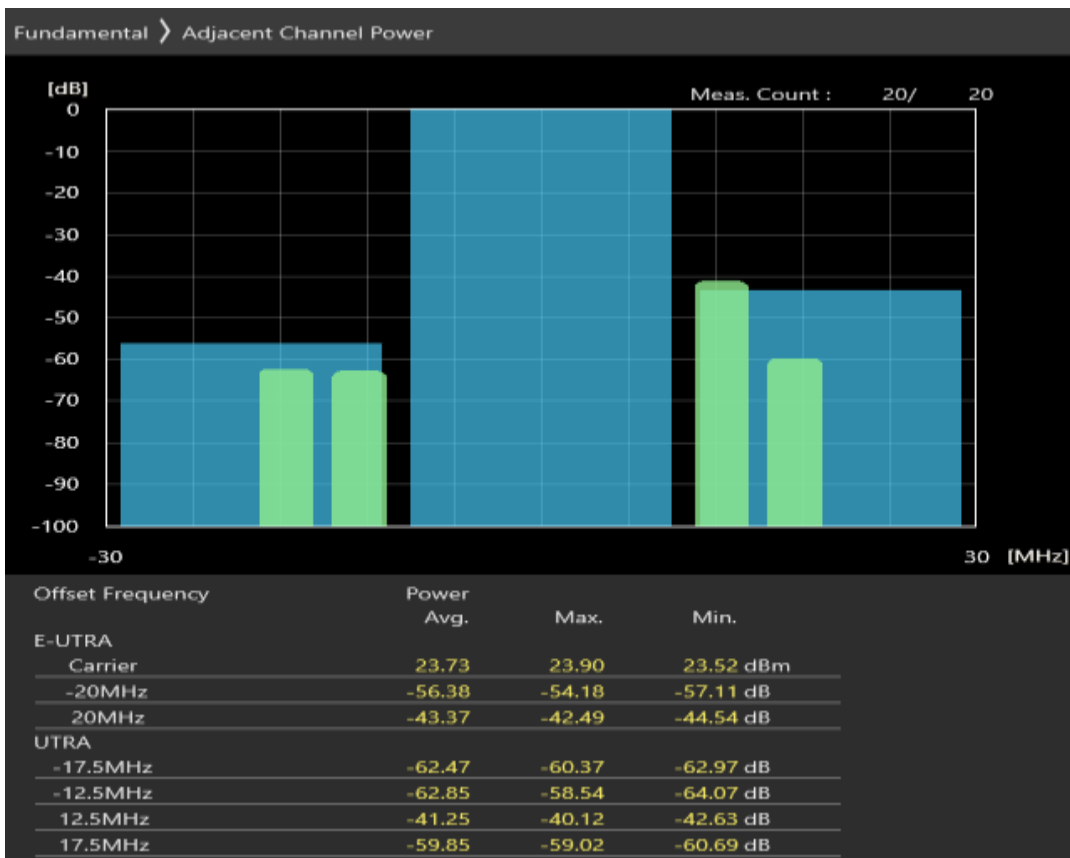 Fundamental 》 Adjacent Channel Power
[dB]
Meas. Count : 20/ 20
0
-10
-20
-30
-40
-50
-60
-70
-80
-90
-100
-30 30 [MHz]
Offset Frequency Power
Avg. Max. Min.
E-UTRA
Carrier 23.73 23.90 23.52 dBm
-20MHz -56.38 -54.18 -57.11 dB
20MHz -43.37 -42.49 -44.54 dB
UTRA
-17.5MHz -62.47 -60.37 -62.97 dB
-12.5MHz -62.85 -58.54 -64.07 dB
12.5MHz -41.25 -40.12 -42.63 dB
17.5MHz -59.85 -59.02 -60.69 dB